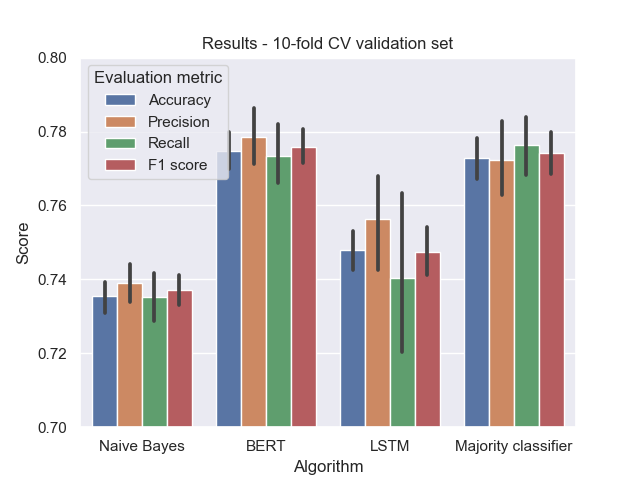 Results - 10-fold CV validation set
Evaluation metric
Accuracy
Precision
Recall
F1 score
Score
0.80
0.78
0.76
0.74
0.72
0.70
Naive Bayes
BERT
LSTM
Majority classifier
Algorithm